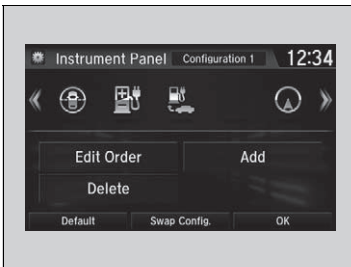 Instrument Panel Configuration 1 12:34
Edit Order Add
Delete
Default Swap Config. OK